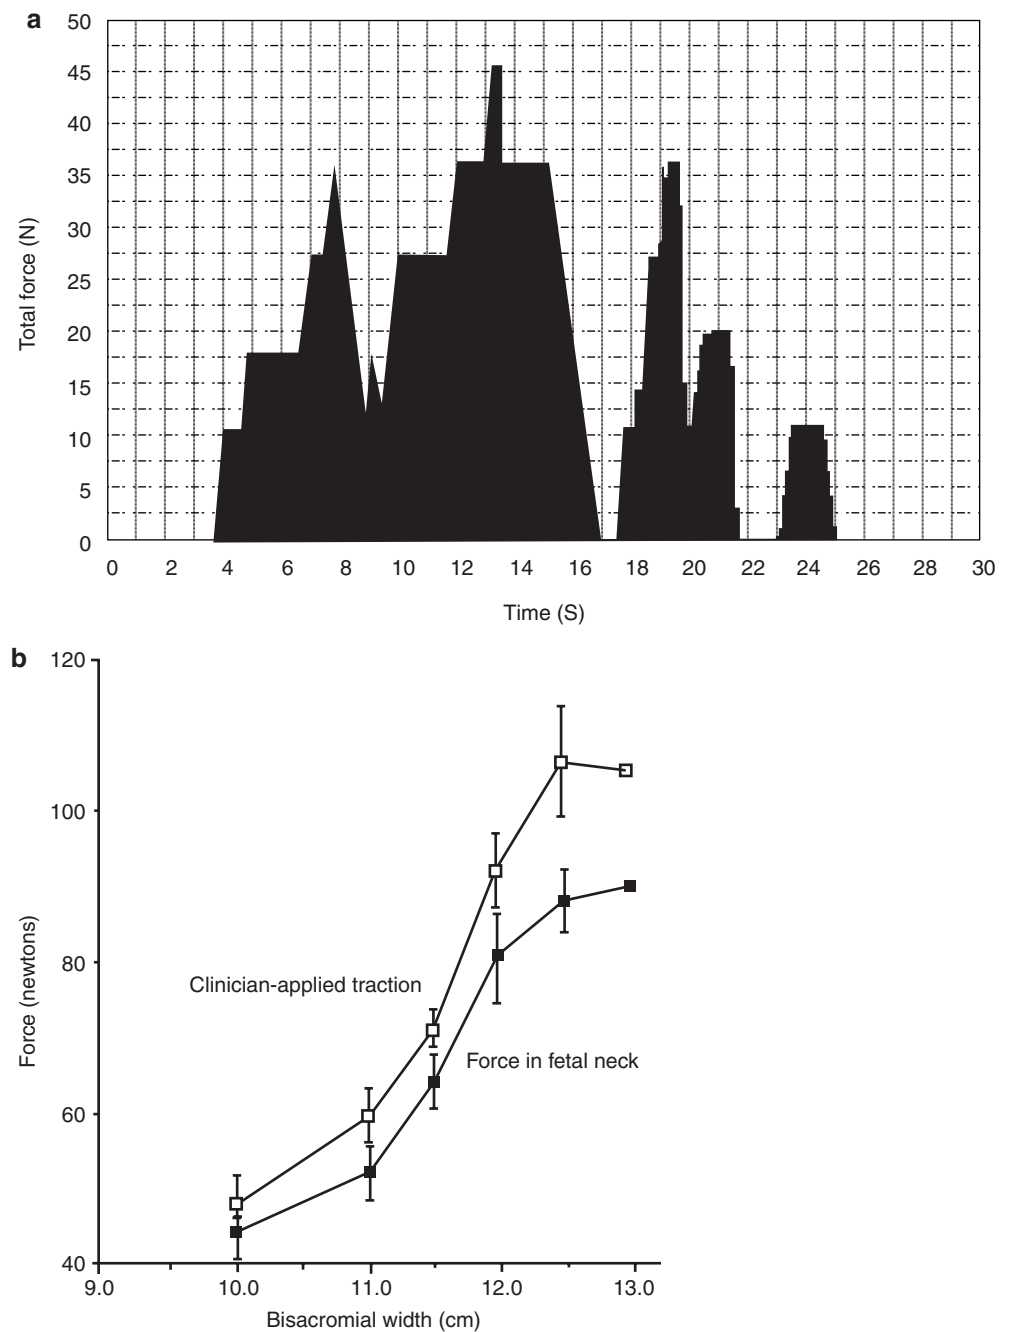 a
50
45
40
35
30
25
20
15
10
5
0
Total force (N)
0 2 4 6 8 10 12 14 16 18 20 22 24 26 28 30
Time (S)
b
120
100
80
60
40
Force (newtons)
Clinician-applied traction
Force in fetal neck
9.0 10.0 11.0 12.0 13.0
Bisacromial width (cm)